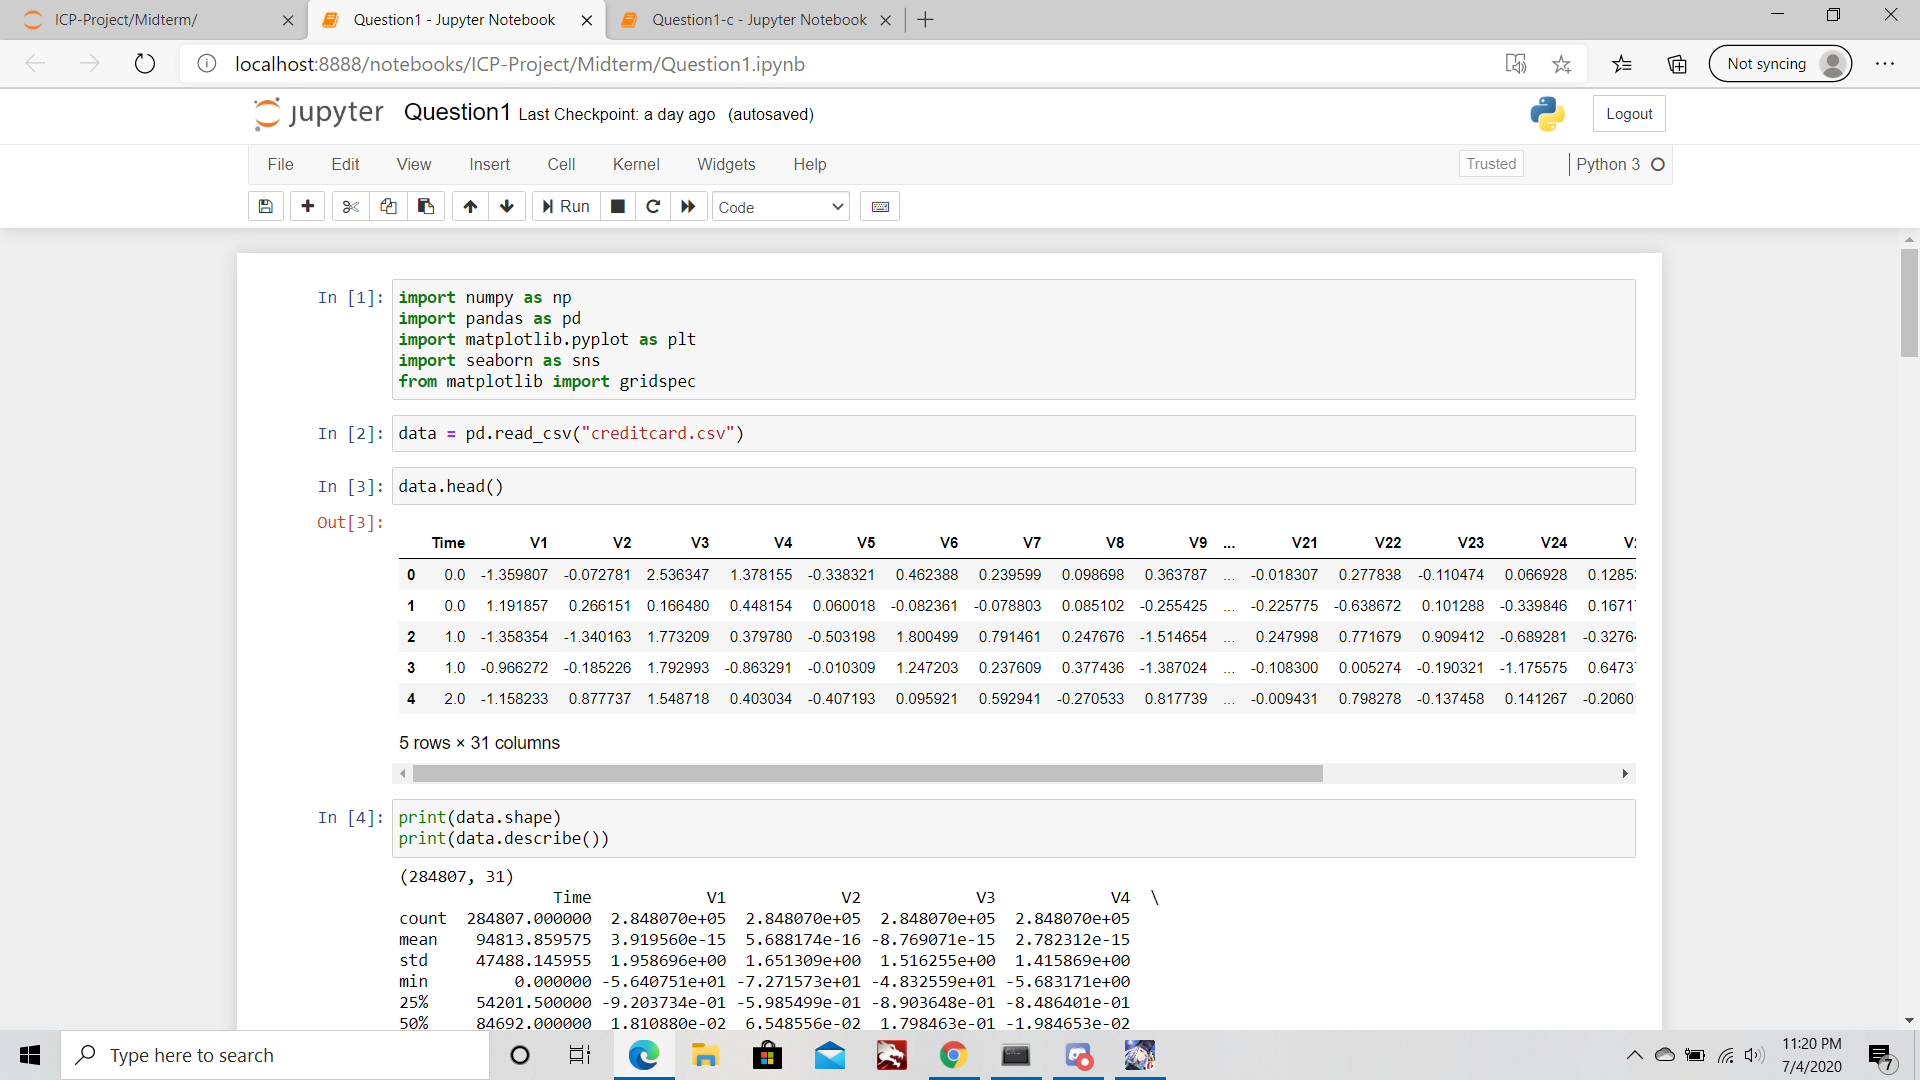 ICP-Project/Midterm/
Question1 - Jupyter Notebook
Question1-c - Jupyter Notebook
localhost:8888/notebooks/ICP-Project/Midterm/Question1.ipynb
Not syncing
jupyter Question1 Last Checkpoint: a day ago (autosaved)
Logout
File Edit View Insert Cell Kernel Widgets Help
Trusted
Python 3
Run
Code
In [1]: import numpy as np
import pandas as pd
import matplotlib.pyplot as plt
import seaborn as sns
from matplotlib import gridspec
In [2]: data = pd.read_csv("creditcard.csv")
In [3]: data.head()
Out[3]:
Time V1 V2 V3 V4 V5 V6 V7 V8 V9 ... V21 V22 V23 V24
0 0.0 -1.359807 -0.072781 2.536347 1.378155 -0.338321 0.462388 0.239599 0.098698 0.363787 ... -0.018307 0.277838 -0.110474 0.066928 0.1285
1 0.0 1.191857 0.266151 0.166480 0.448154 0.060018 -0.082361 -0.078803 0.085102 -0.255425 ... -0.225775 -0.638672 0.101288 -0.339846 0.1671
2 1.0 -1.358354 -1.340163 1.773209 0.379780 -0.503198 1.800499 0.791461 0.247676 -1.514654 ... 0.247998 0.771679 0.909412 -0.689281 -0.3276
3 1.0 -0.966272 -0.185226 1.792993 -0.863291 -0.010309 1.247203 0.237609 0.377436 -1.387024 ... -0.108300 0.005274 -0.190321 -1.175575 0.6473
4 2.0 -1.158233 0.877737 1.548718 0.403034 -0.407193 0.095921 0.592941 -0.270533 0.817739 ... -0.009431 0.798278 -0.137458 0.141267 -0.2060
5 rows × 31 columns
In [4]: print(data.shape)
print(data.describe())
(284807, 31)
Time V1 V2 V3 V4 \
count 284807.000000 2.848070e+05 2.848070e+05 2.848070e+05 2.848070e+05
mean 94813.859575 3.919560e-15 5.688174e-16 -8.769071e-15 2.782312e-15
std 47488.145955 1.958696e+00 1.651309e+00 1.516255e+00 1.415869e+00
min 0.000000 -5.640751e+01 -7.271573e+01 -4.832559e+01 -5.683171e+00
25% 54201.500000 -9.203734e-01 -5.985499e-01 -8.903648e-01 -8.486401e-01
50% 84692.000000 1.810880e-02 6.548556e-02 1.798463e-01 -1.984653e-02
Type here to search
11:20 PM
7/4/2020
7